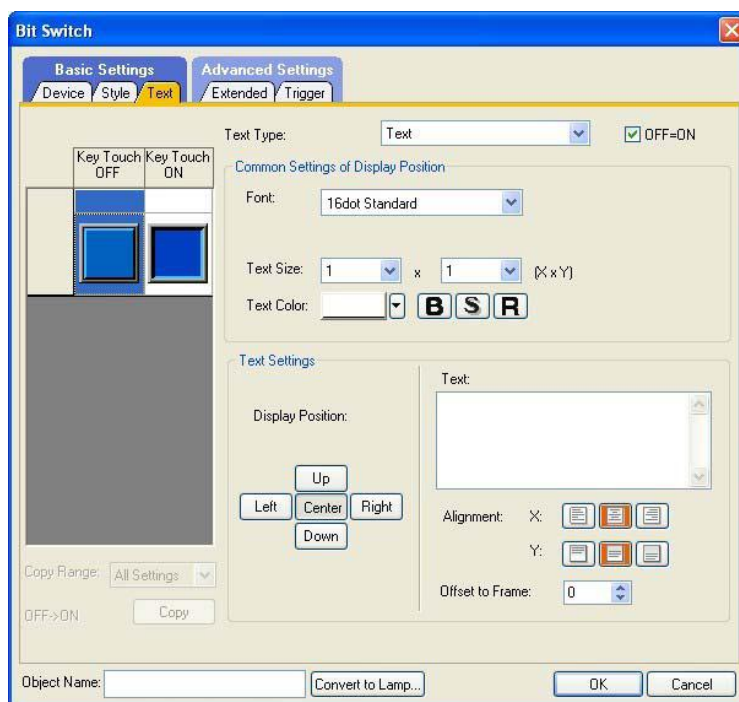 Bit Switch
Basic Settings
Advanced Settings
Device
Style
Text
Extended
Trigger
Text Type:
Text
OFF=ON
Key Touch OFF
Key Touch ON
Common Settings of Display Position
Font:
16dot Standard
Text Size:
1
x
1
(X x Y)
Text Color:
B
S
R
Text Settings
Display Position:
Up
Left
Center
Right
Down
Text:
Alignment:
X:
Y:
Offset to Frame:
0
Copy Range:
All Settings
OFF->ON
Copy
Object Name:
Convert to Lamp...
OK
Cancel